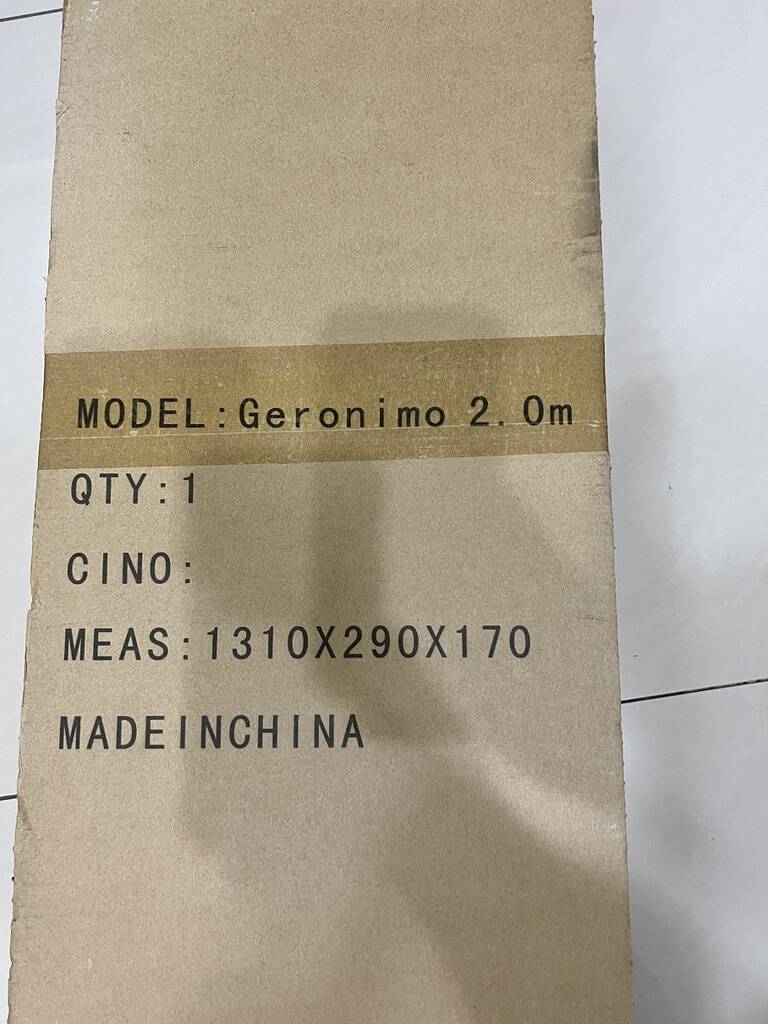 MODEL:Geronimo 2.0m
QTY:1
CINO:
MEAS:1310X290X170
MADEINCHINA